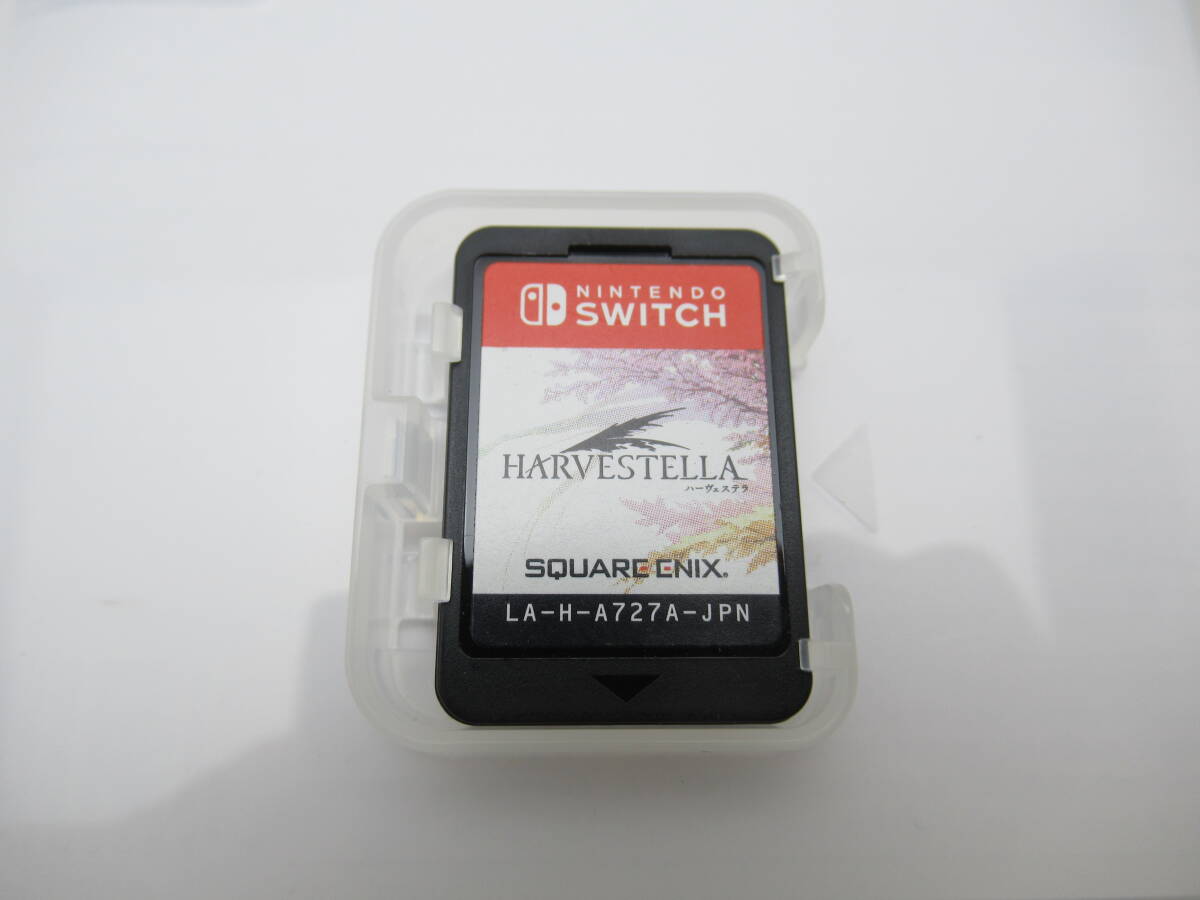 NINTENDO
SWITCH
HARVESTELLA
ハーヴェステラ
SQUARE ENIX®
LA-H-A727A-JPN